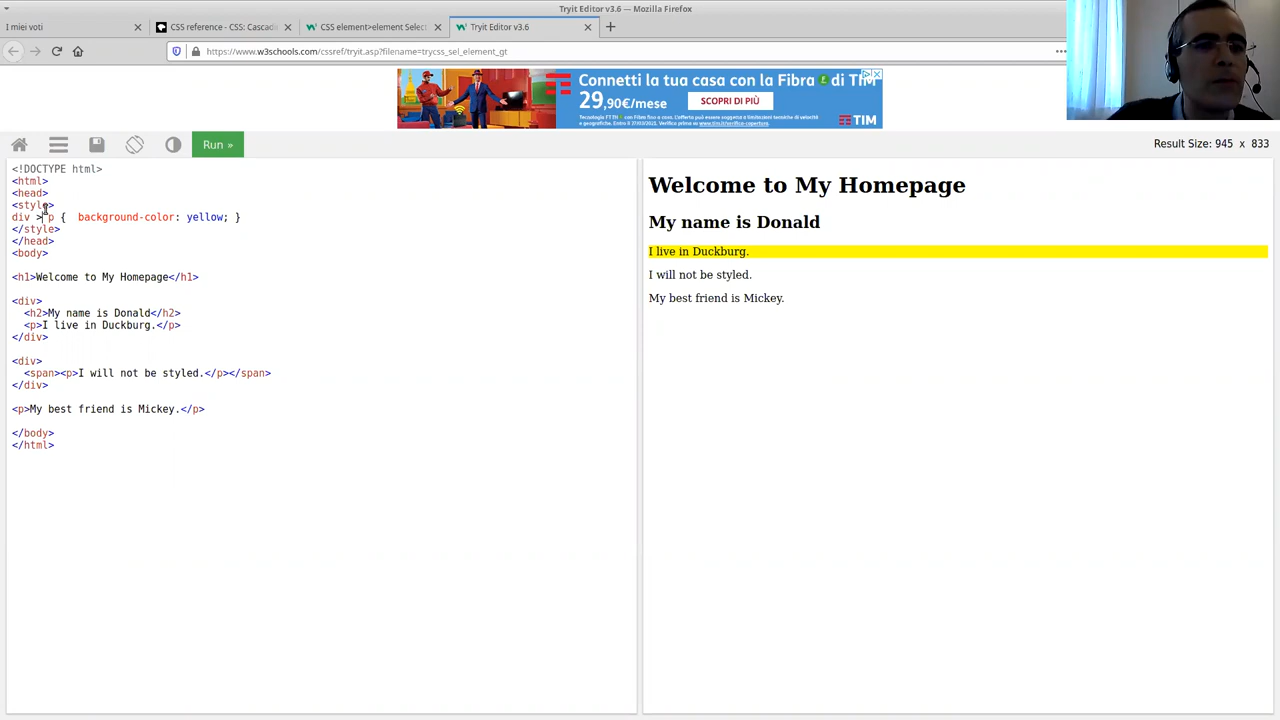 Tryit Editor v3.6 — Mozilla Firefox
I miei voti
CSS reference - CSS: Cascadi
CSS element>element Select
Tryit Editor v3.6
https://www.w3schools.com/cssref/tryit.asp?filename=trycss_sel_element_gt
Connetti la tua casa con la Fibra di TIM
29,90€/mese
SCOPRI DI PIÙ
TIM
Run »
Result Size: 945 x 833
<!DOCTYPE html>
<html>
<head>
<style>
div > p {  background-color: yellow; }
</style>
</head>
<body>
<h1>Welcome to My Homepage</h1>
<div>
<h2>My name is Donald</h2>
<p>I live in Duckburg.</p>
</div>
<div>
<span><p>I will not be styled.</p></span>
</div>
<p>My best friend is Mickey.</p>
</body>
</html>
Welcome to My Homepage
My name is Donald
I live in Duckburg.
I will not be styled.
My best friend is Mickey.